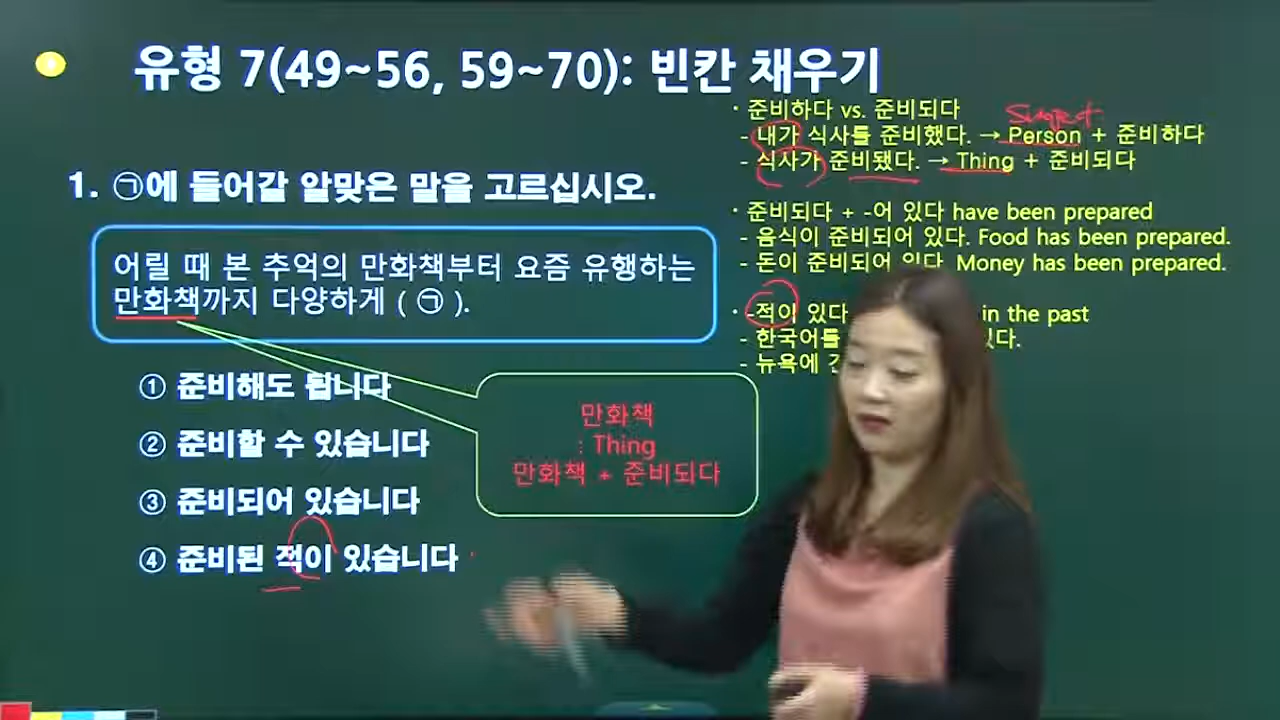 유형 7(49~56, 59~70): 빈칸 채우기
1. ㉠에 들어갈 알맞은 말을 고르십시오.
어릴 때 본 추억의 만화책부터 요즘 유행하는
만화책까지 다양하게 ( ㉠ ).
① 준비해도 됩니다
② 준비할 수 있습니다
③ 준비되어 있습니다
④ 준비된 적이 있습니다
만화책
: Thing
만화책 + 준비되다
· 준비하다 vs. 준비되다
- 내가 식사를 준비했다. → Person + 준비하다
- 식사가 준비됐다. → Thing + 준비되다
· 준비되다 + -어 있다 have been prepared
- 음식이 준비되어 있다. Food has been prepared.
- 돈이 준비되어 있다. Money has been prepared.
· -적이 있다 in the past
- 한국어를 있다.
- 뉴욕에